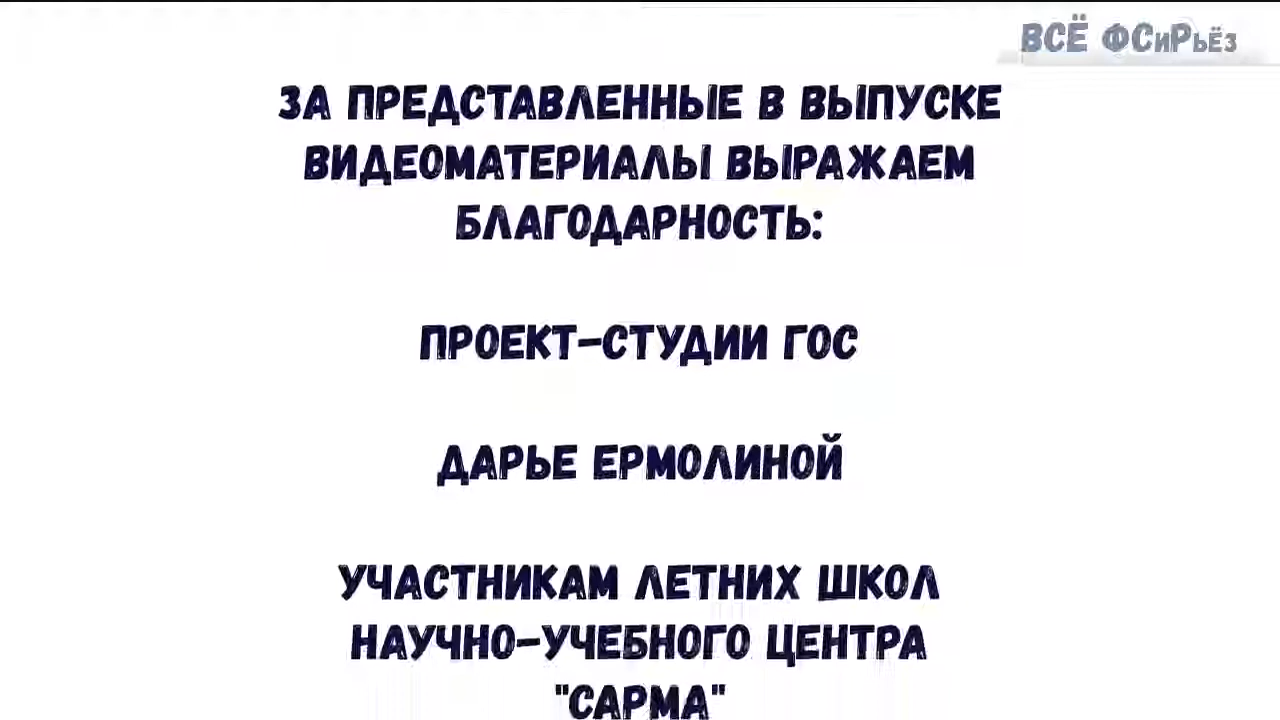 ВСЁ ФСиРьёз
ЗА ПРЕДСТАВЛЕННЫЕ В ВЫПУСКЕ
ВИДЕОМАТЕРИАЛЫ ВЫРАЖАЕМ
БЛАГОДАРНОСТЬ:
ПРОЕКТ-СТУДИИ ГОС
ДАРЬЕ ЕРМОЛИНОЙ
УЧАСТНИКАМ ЛЕТНИХ ШКОЛ
НАУЧНО-УЧЕБНОГО ЦЕНТРА
"САРМА"